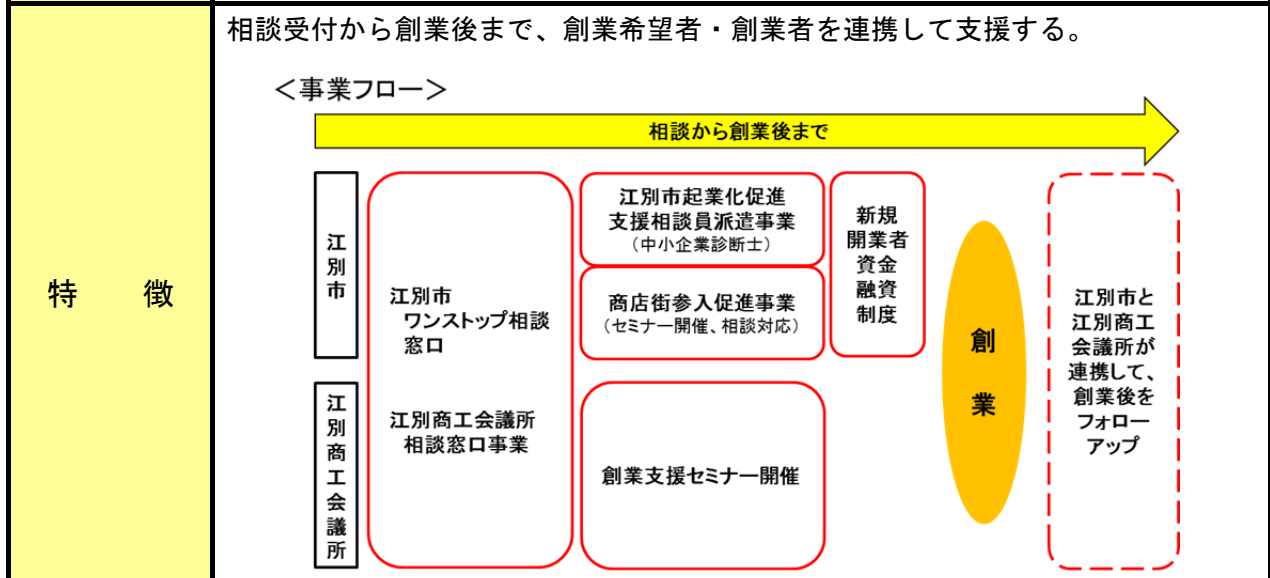 特　徴
相談受付から創業後まで、創業希望者・創業者を連携して支援する。
＜事業フロー＞
相談から創業後まで
江別市
江別商工会議所
江別市
ワンストップ相談
窓口
江別商工会議所
相談窓口事業
江別市起業化促進
支援相談員派遣事業
（中小企業診断士）
商店街参入促進事業
（セミナー開催、相談対応）
創業支援セミナー開催
新規
開業者
資金
融資
制度
創業
江別市と
江別商工
会議所が
連携して、
創業後を
フォロー
アップ